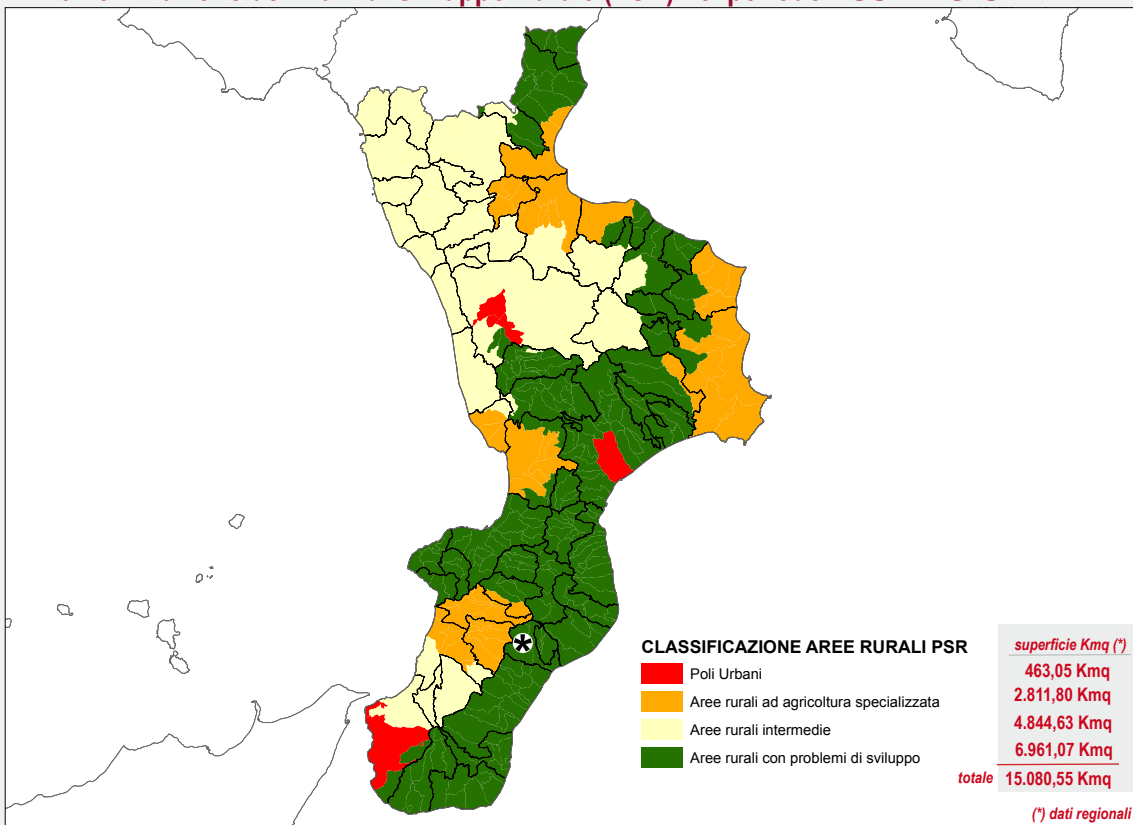 CLASSIFICAZIONE AREE RURALI PSR
superficie Kmq (*)
Poli Urbani
463,05 Kmq
Aree rurali ad agricoltura specializzata
2.811,80 Kmq
Aree rurali intermedie
4.844,63 Kmq
Aree rurali con problemi di sviluppo
6.961,07 Kmq
totale 15.080,55 Kmq
(*) dati regionali